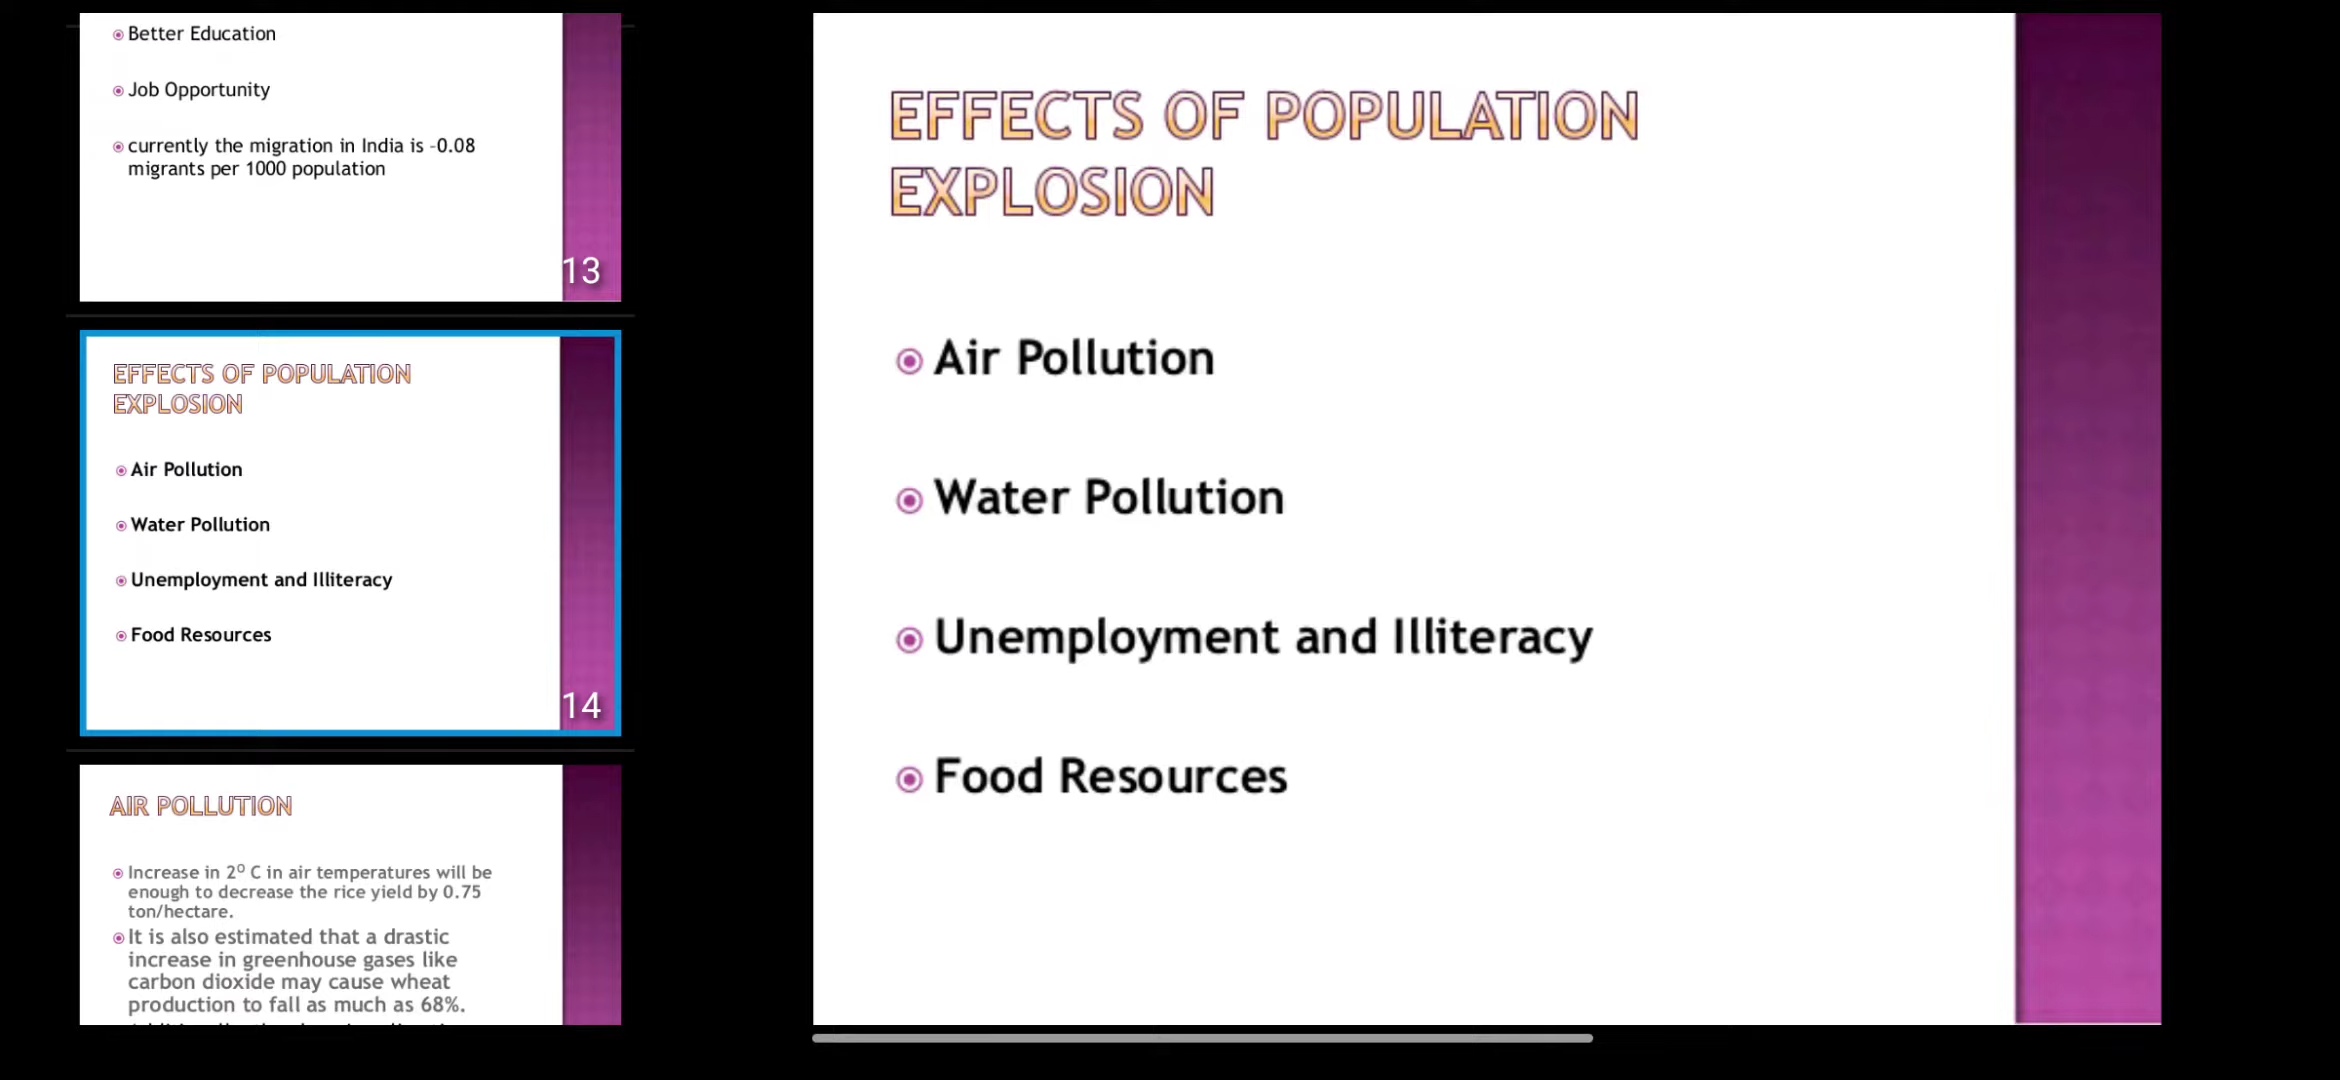 Better Education
Job Opportunity
currently the migration in India is -0.08
migrants per 1000 population
13
EFFECTS OF POPULATION
EXPLOSION
Air Pollution
Water Pollution
Unemployment and Illiteracy
Food Resources
14
AIR POLLUTION
Increase in 2⁰ C in air temperatures will be
enough to decrease the rice yield by 0.75
ton/hectare.
It is also estimated that a drastic
increase in greenhouse gases like
carbon dioxide may cause wheat
production to fall as much as 68%.
EFFECTS OF POPULATION
EXPLOSION
Air Pollution
Water Pollution
Unemployment and Illiteracy
Food Resources